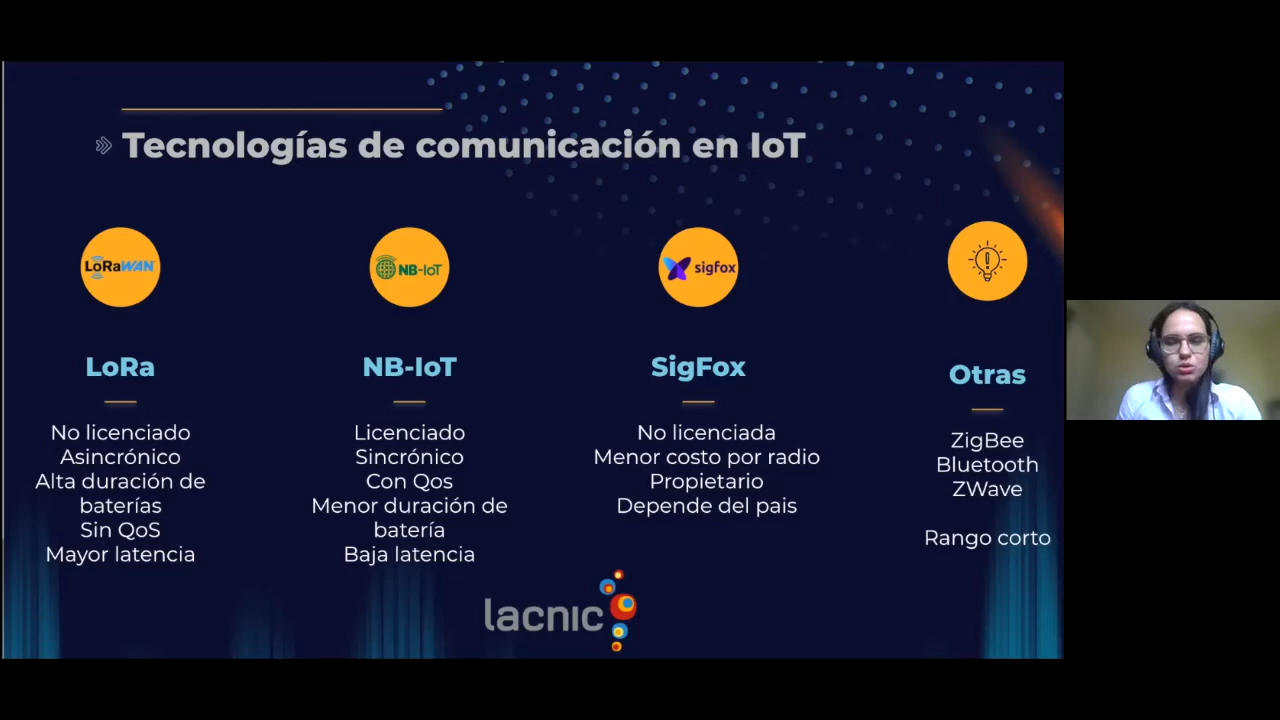 Tecnologías de comunicación en IoT
LoRaWAN
LoRa
No licenciado
Asincrónico
Alta duración de
baterías
Sin QoS
Mayor latencia
NB-IoT
NB-IoT
Licenciado
Sincrónico
Con Qos
Menor duración de
batería
Baja latencia
sigfox
SigFox
No licenciada
Menor costo por radio
Propietario
Depende del pais
Otras
ZigBee
Bluetooth
ZWave
Rango corto
lacnic